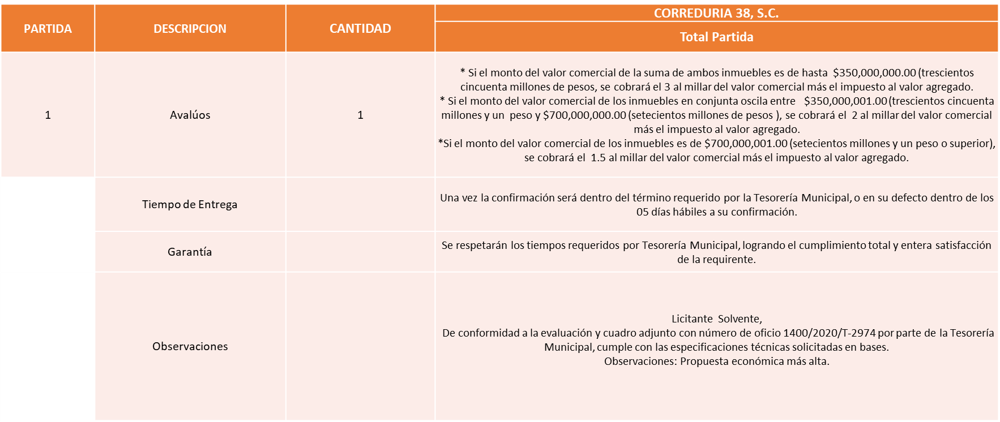 PARTIDA
DESCRIPCION
CANTIDAD
CORREDURIA 38, S.C.
Total Partida
1
Avalúos
1
* Si el monto del valor comercial de la suma de ambos inmuebles es de hasta $350,000,000.00 (trescientos
cincuenta millones de pesos, se cobrará el 3 al millar del valor comercial más el impuesto al valor agregado.
* Si el monto del valor comercial de los inmuebles en conjunta oscila entre $350,000,001.00 (trescientos cincuenta
millones y un peso y $700,000,000.00 (setecientos millones de pesos ), se cobrará el 2 al millar del valor comercial
más el impuesto al valor agregado.
*Si el monto del valor comercial de los inmuebles es de $700,000,001.00 (setecientos millones y un peso o superior),
se cobrará el 1.5 al millar del valor comercial más el impuesto al valor agregado.
Tiempo de Entrega
Una vez la confirmación será dentro del término requerido por la Tesorería Municipal, o en su defecto dentro de los
05 días hábiles a su confirmación.
Garantía
Se respetarán los tiempos requeridos por Tesorería Municipal, logrando el cumplimiento total y entera satisfacción
de la requirente.
Observaciones
Licitante Solvente,
De conformidad a la evaluación y cuadro adjunto con número de oficio 1400/2020/T-2974 por parte de la Tesorería
Municipal, cumple con las especificaciones técnicas solicitadas en bases.
Observaciones: Propuesta económica más alta.